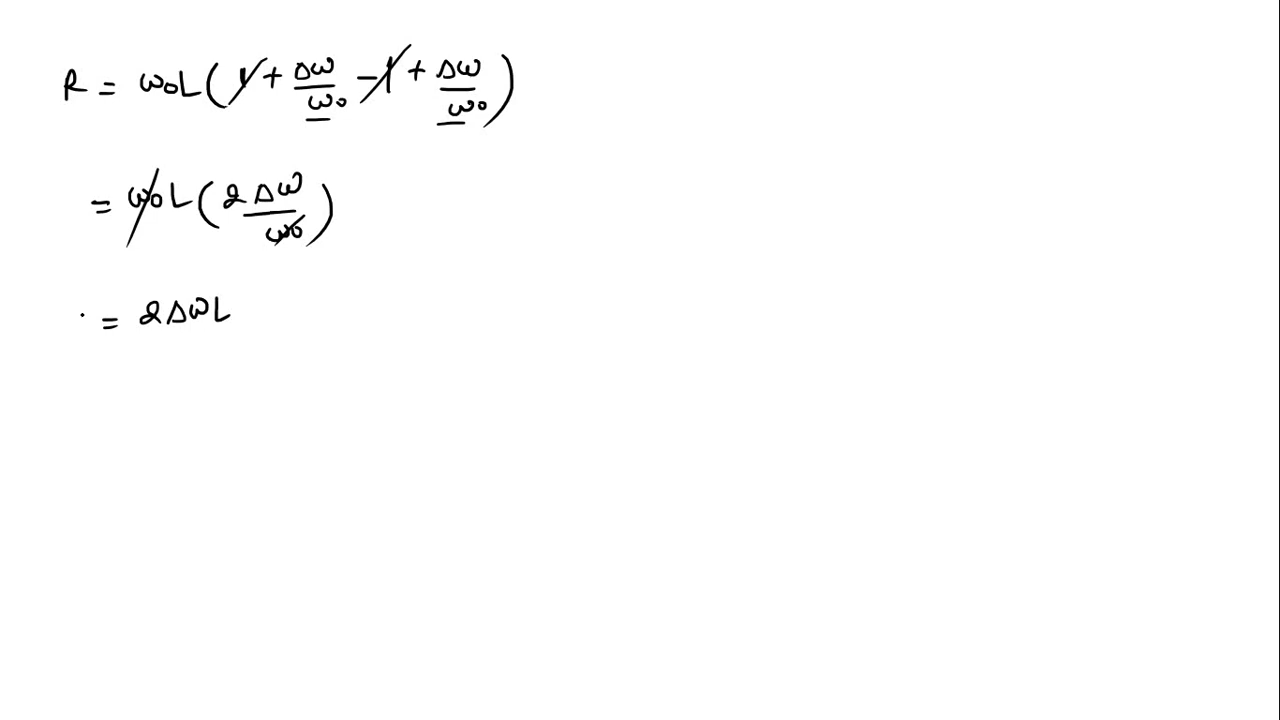 R = ω₀L(1 + Δω/ω₀ - 1 + Δω/ω₀)
= ω₀L(2Δω/ω₀)
= 2ΔωL